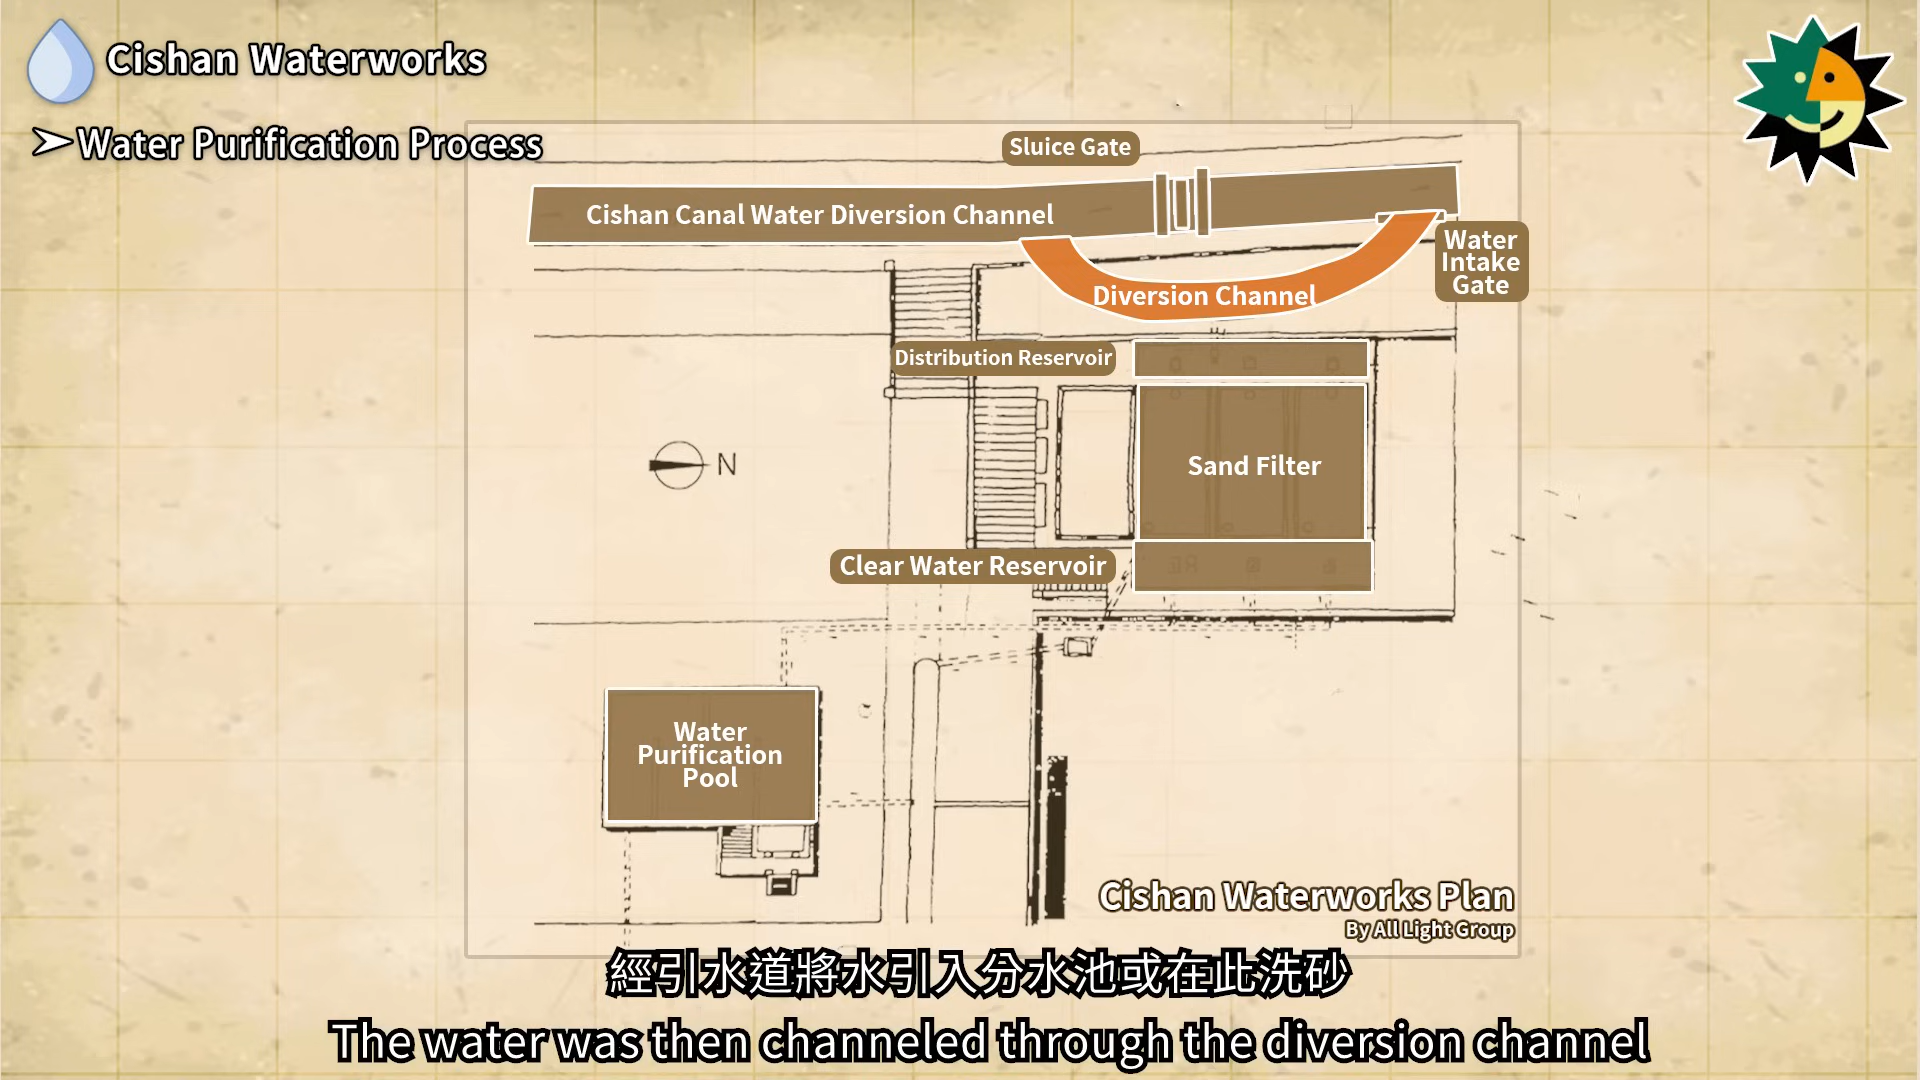 Cishan Waterworks
Water Purification Process
Sluice Gate
Cishan Canal Water Diversion Channel
Water
Intake
Gate
Diversion Channel
Distribution Reservoir
Sand Filter
N
Clear Water Reservoir
Water
Purification
Pool
Cishan Waterworks Plan
By All Light Group
經引水道將水引入分水池或在此洗砂
The water was then channeled through the diversion channel